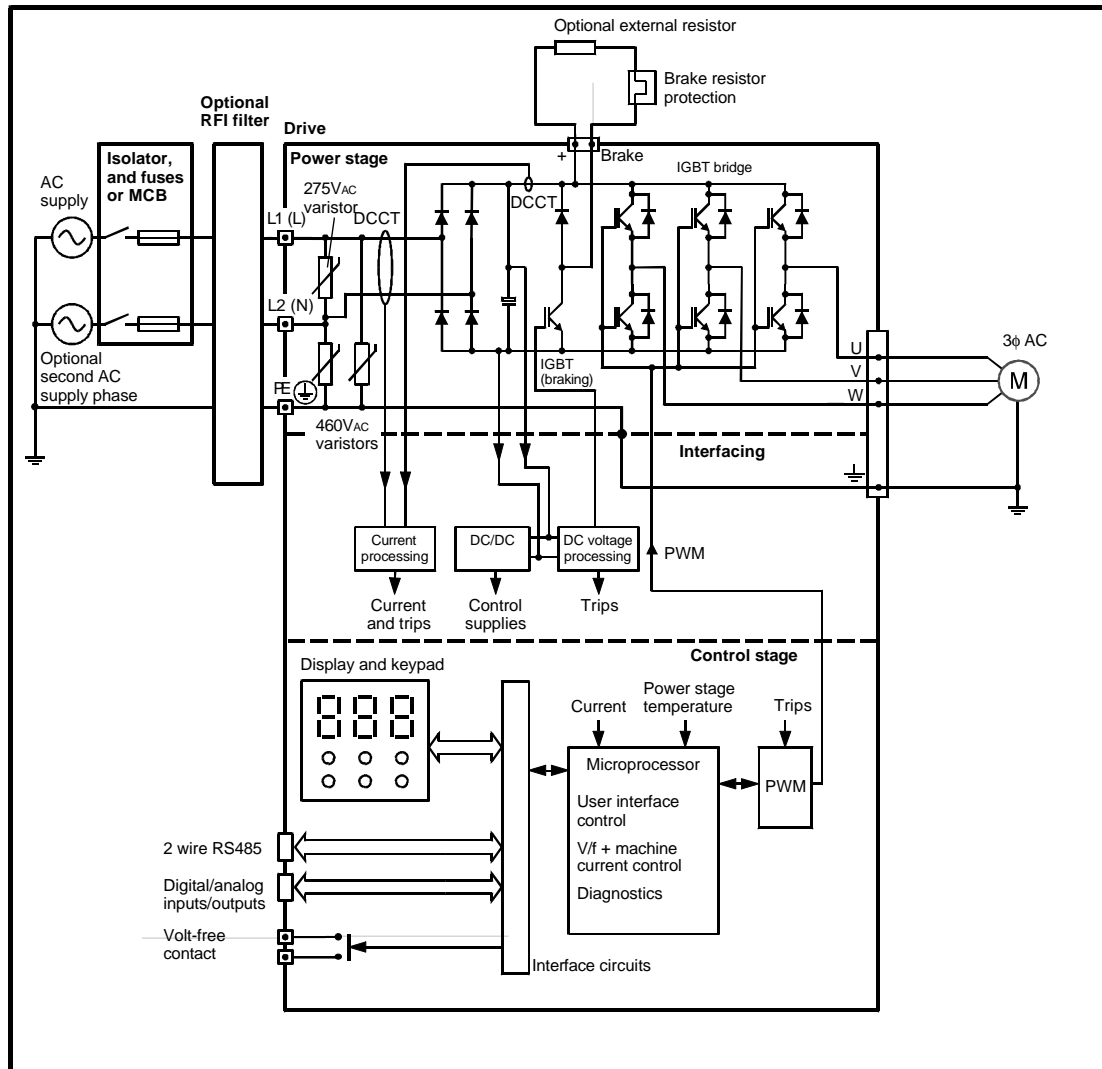 Optional external resistor
Brake resistor
protection
Optional
RFI filter
Drive
Isolator,
and fuses
or MCB
Power stage
+
Brake
AC
supply
275VAC
varistor
DCCT
DCCT
IGBT bridge
L1 (L)
L2 (N)
Optional
second AC
supply phase
PE
460VAC
varistors
IGBT
(braking)
U
V
W
3ϕ AC
M
Interfacing
Current
processing
DC/DC
DC voltage
processing
PWM
Current
and trips
Control
supplies
Trips
Control stage
Display and keypad
888
Current
Power stage
temperature
Trips
Microprocessor
User interface
control
V/f + machine
current control
Diagnostics
PWM
2 wire RS485
Digital/analog
inputs/outputs
Volt-free
contact
Interface circuits